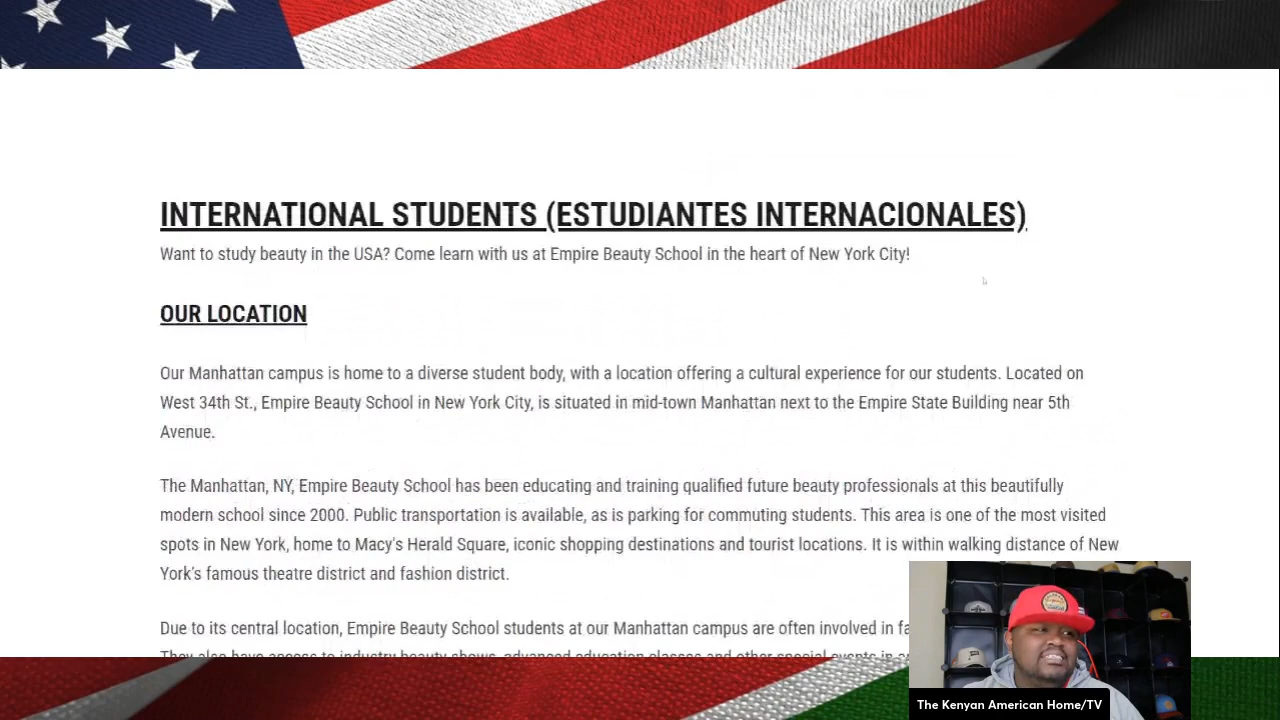 INTERNATIONAL STUDENTS (ESTUDIANTES INTERNACIONALES)
Want to study beauty in the USA? Come learn with us at Empire Beauty School in the heart of New York City!
OUR LOCATION
Our Manhattan campus is home to a diverse student body, with a location offering a cultural experience for our students. Located on
West 34th St., Empire Beauty School in New York City, is situated in mid-town Manhattan next to the Empire State Building near 5th
Avenue.
The Manhattan, NY, Empire Beauty School has been educating and training qualified future beauty professionals at this beautifully
modern school since 2000. Public transportation is available, as is parking for commuting students. This area is one of the most visited
spots in New York, home to Macy's Herald Square, iconic shopping destinations and tourist locations. It is within walking distance of New
York's famous theatre district and fashion district.
Due to its central location, Empire Beauty School students at our Manhattan campus are often involved in
The Kenyan American Home/TV